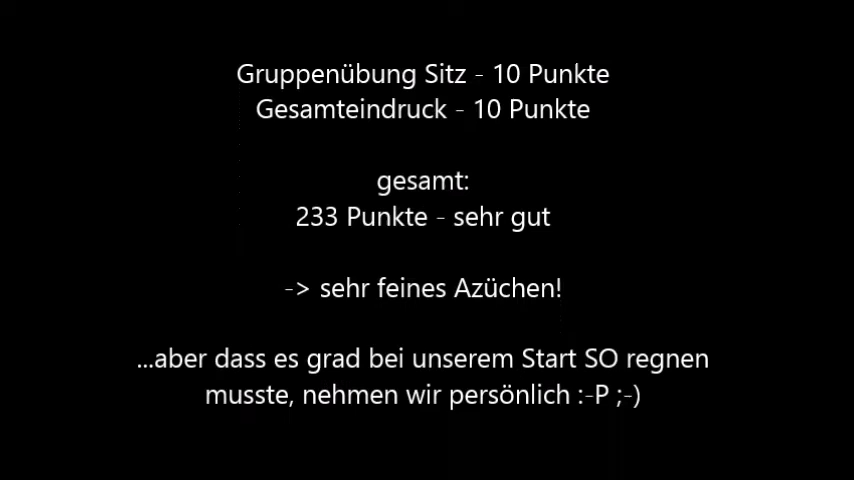 Gruppenübung Sitz - 10 Punkte
Gesamteindruck - 10 Punkte
gesamt:
233 Punkte - sehr gut
-> sehr feines Azüchen!
...aber dass es grad bei unserem Start SO regnen
musste, nehmen wir persönlich :-P ;-)